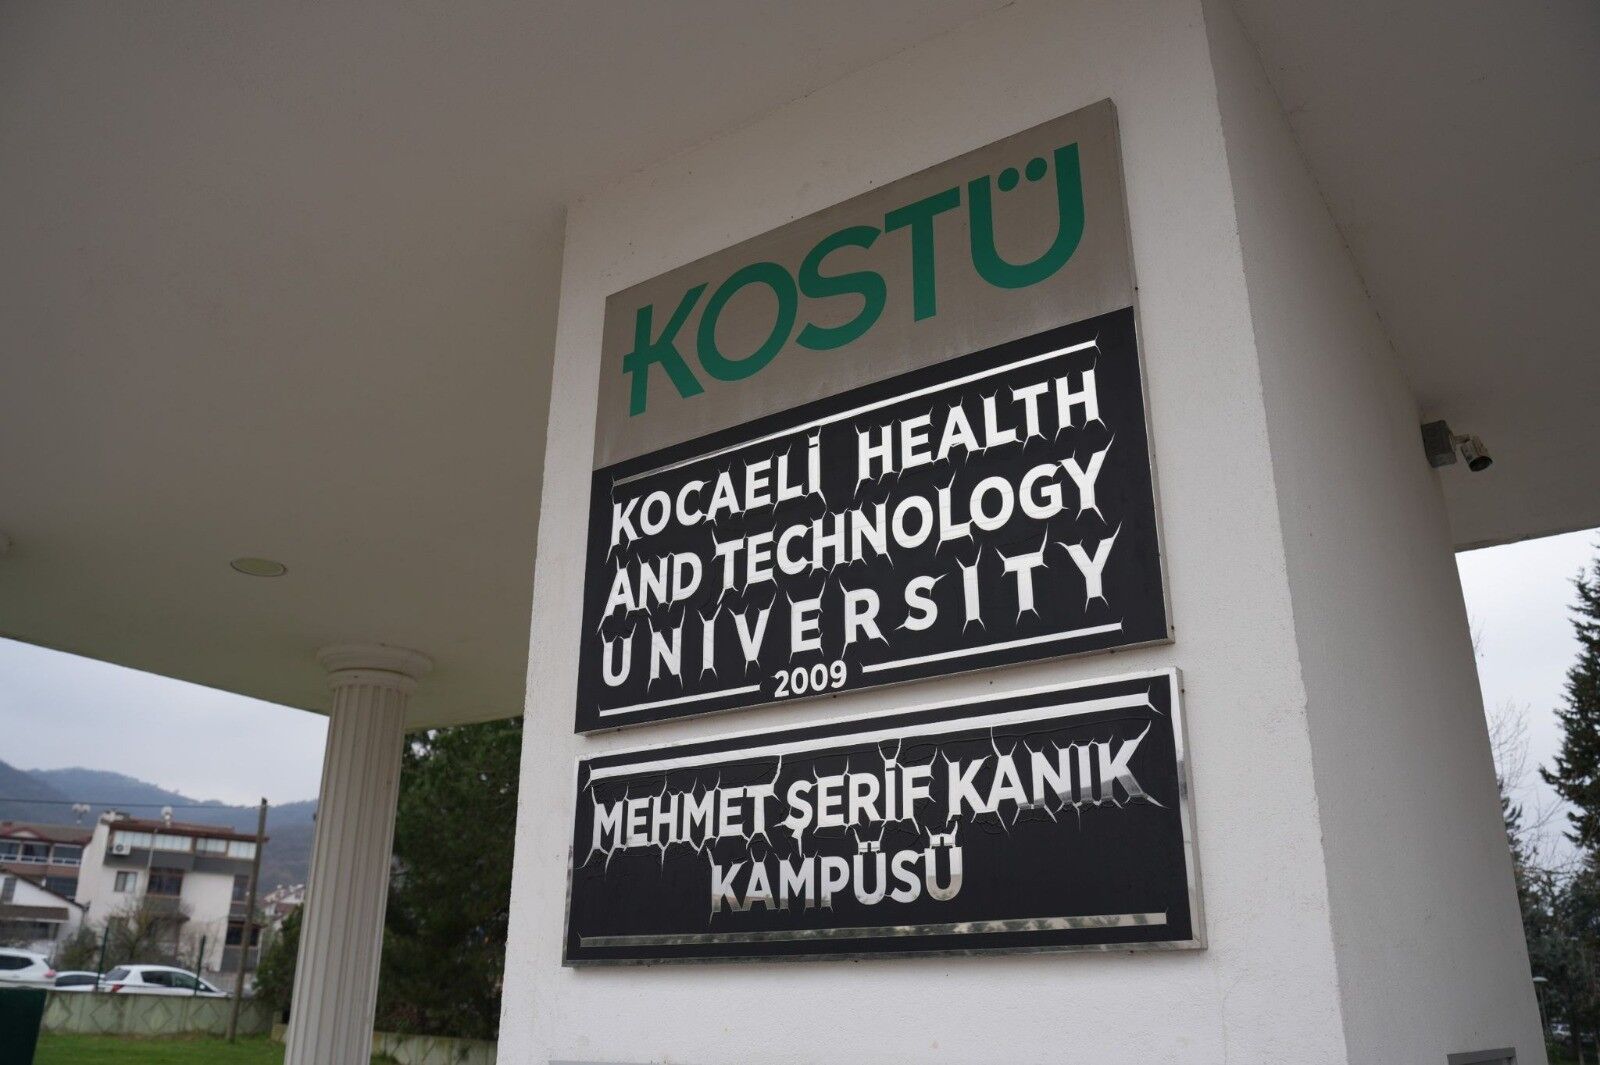 KOSTÜ
KOCAELİ HEALTH
AND TECHNOLOGY
UNIVERSITY
2009
MEHMET ŞERİF KANIK
KAMPÜSÜ